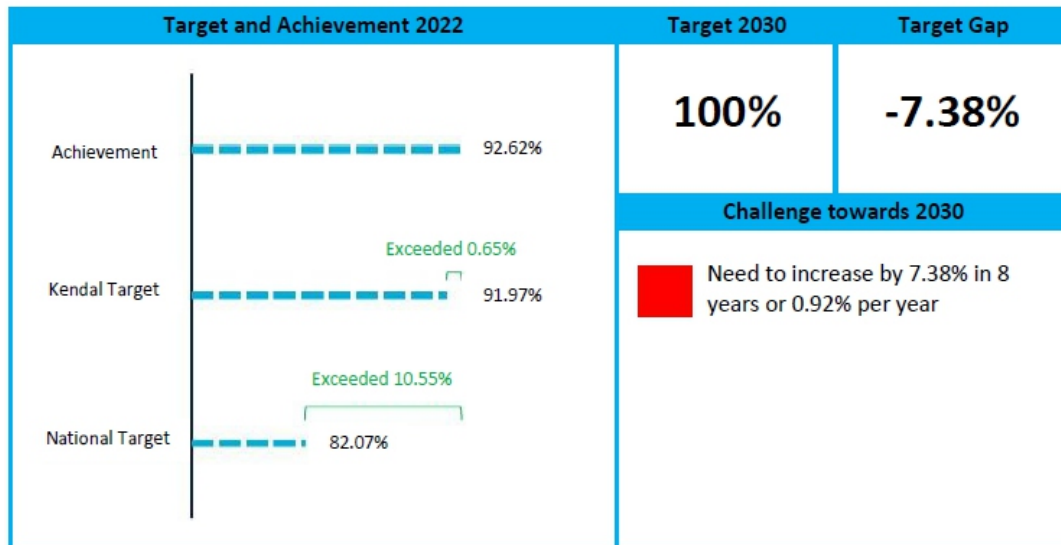 Target and Achievement 2022
Target 2030
Target Gap
100%
-7.38%
Achievement
92.62%
Challenge towards 2030
Exceeded 0.65%
Need to increase by 7.38% in 8
years or 0.92% per year
Kendal Target
91.97%
Exceeded 10.55%
National Target
82.07%